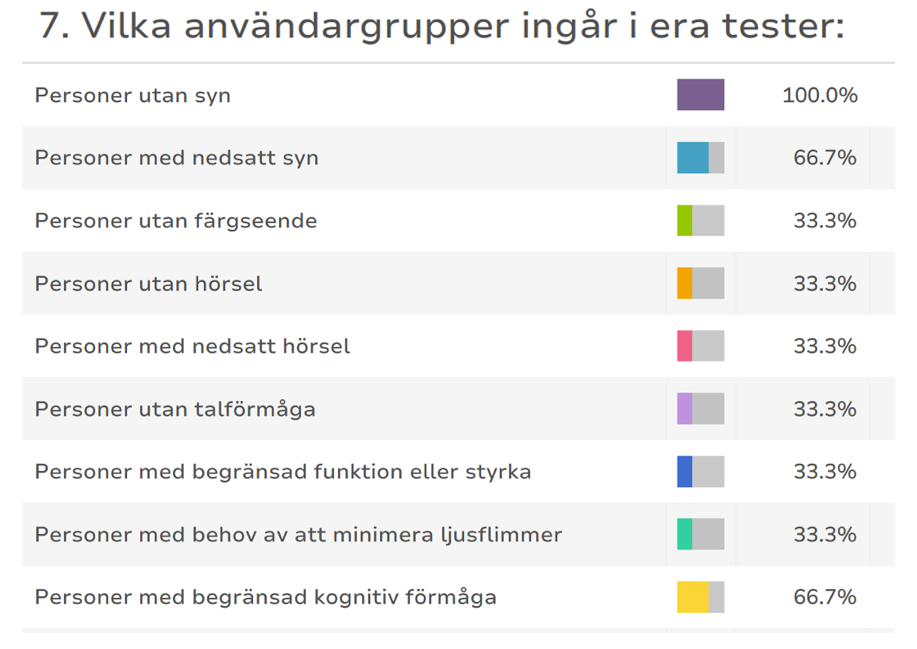 7. Vilka användargrupper ingår i era tester:
Personer utan syn 100.0%
Personer med nedsatt syn 66.7%
Personer utan färgseende 33.3%
Personer utan hörsel 33.3%
Personer med nedsatt hörsel 33.3%
Personer utan talförmåga 33.3%
Personer med begränsad funktion eller styrka 33.3%
Personer med behov av att minimera ljusflimmer 33.3%
Personer med begränsad kognitiv förmåga 66.7%